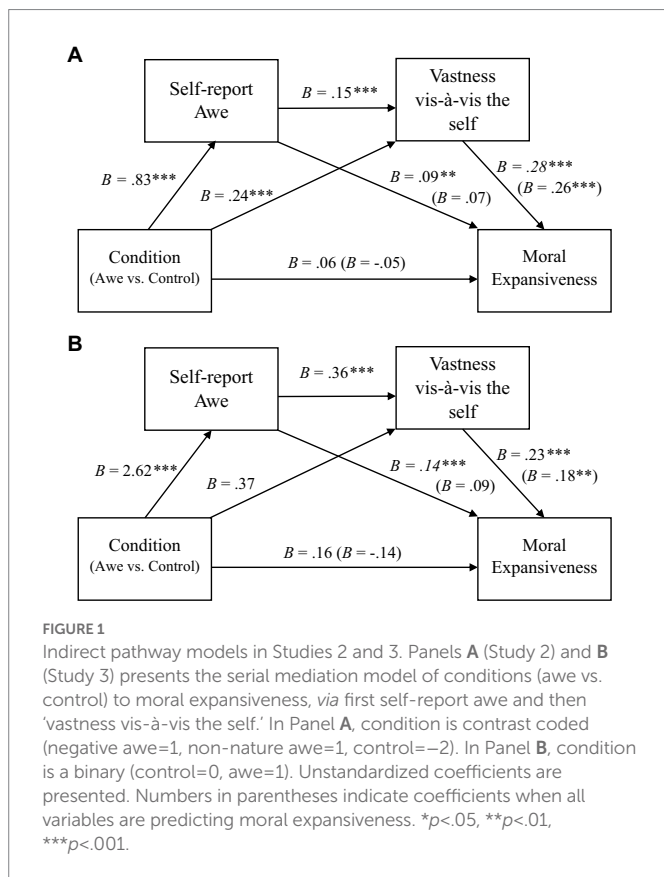 A
Self-report
Awe
B = .15***
Vastness
vis-à-vis the
self
B = .83***
B = .24***
B = .09**
(B = .07)
B = .28***
(B = .26***)
Condition
(Awe vs. Control)
B = .06 (B = -.05)
Moral
Expansiveness
B
Self-report
Awe
B = .36***
Vastness
vis-à-vis the
self
B = 2.62***
B = .37
B = .14***
(B = .09)
B = .23***
(B = .18**)
Condition
(Awe vs. Control)
B = .16 (B = -.14)
Moral
Expansiveness
FIGURE 1
Indirect pathway models in Studies 2 and 3. Panels A (Study 2) and B
(Study 3) presents the serial mediation model of conditions (awe vs.
control) to moral expansiveness, via first self-report awe and then
‘vastness vis-à-vis the self.’ In Panel A, condition is contrast coded
(negative awe=1, non-nature awe=1, control=−2). In Panel B, condition
is a binary (control=0, awe=1). Unstandardized coefficients are
presented. Numbers in parentheses indicate coefficients when all
variables are predicting moral expansiveness. *p<.05, **p<.01,
***p<.001.